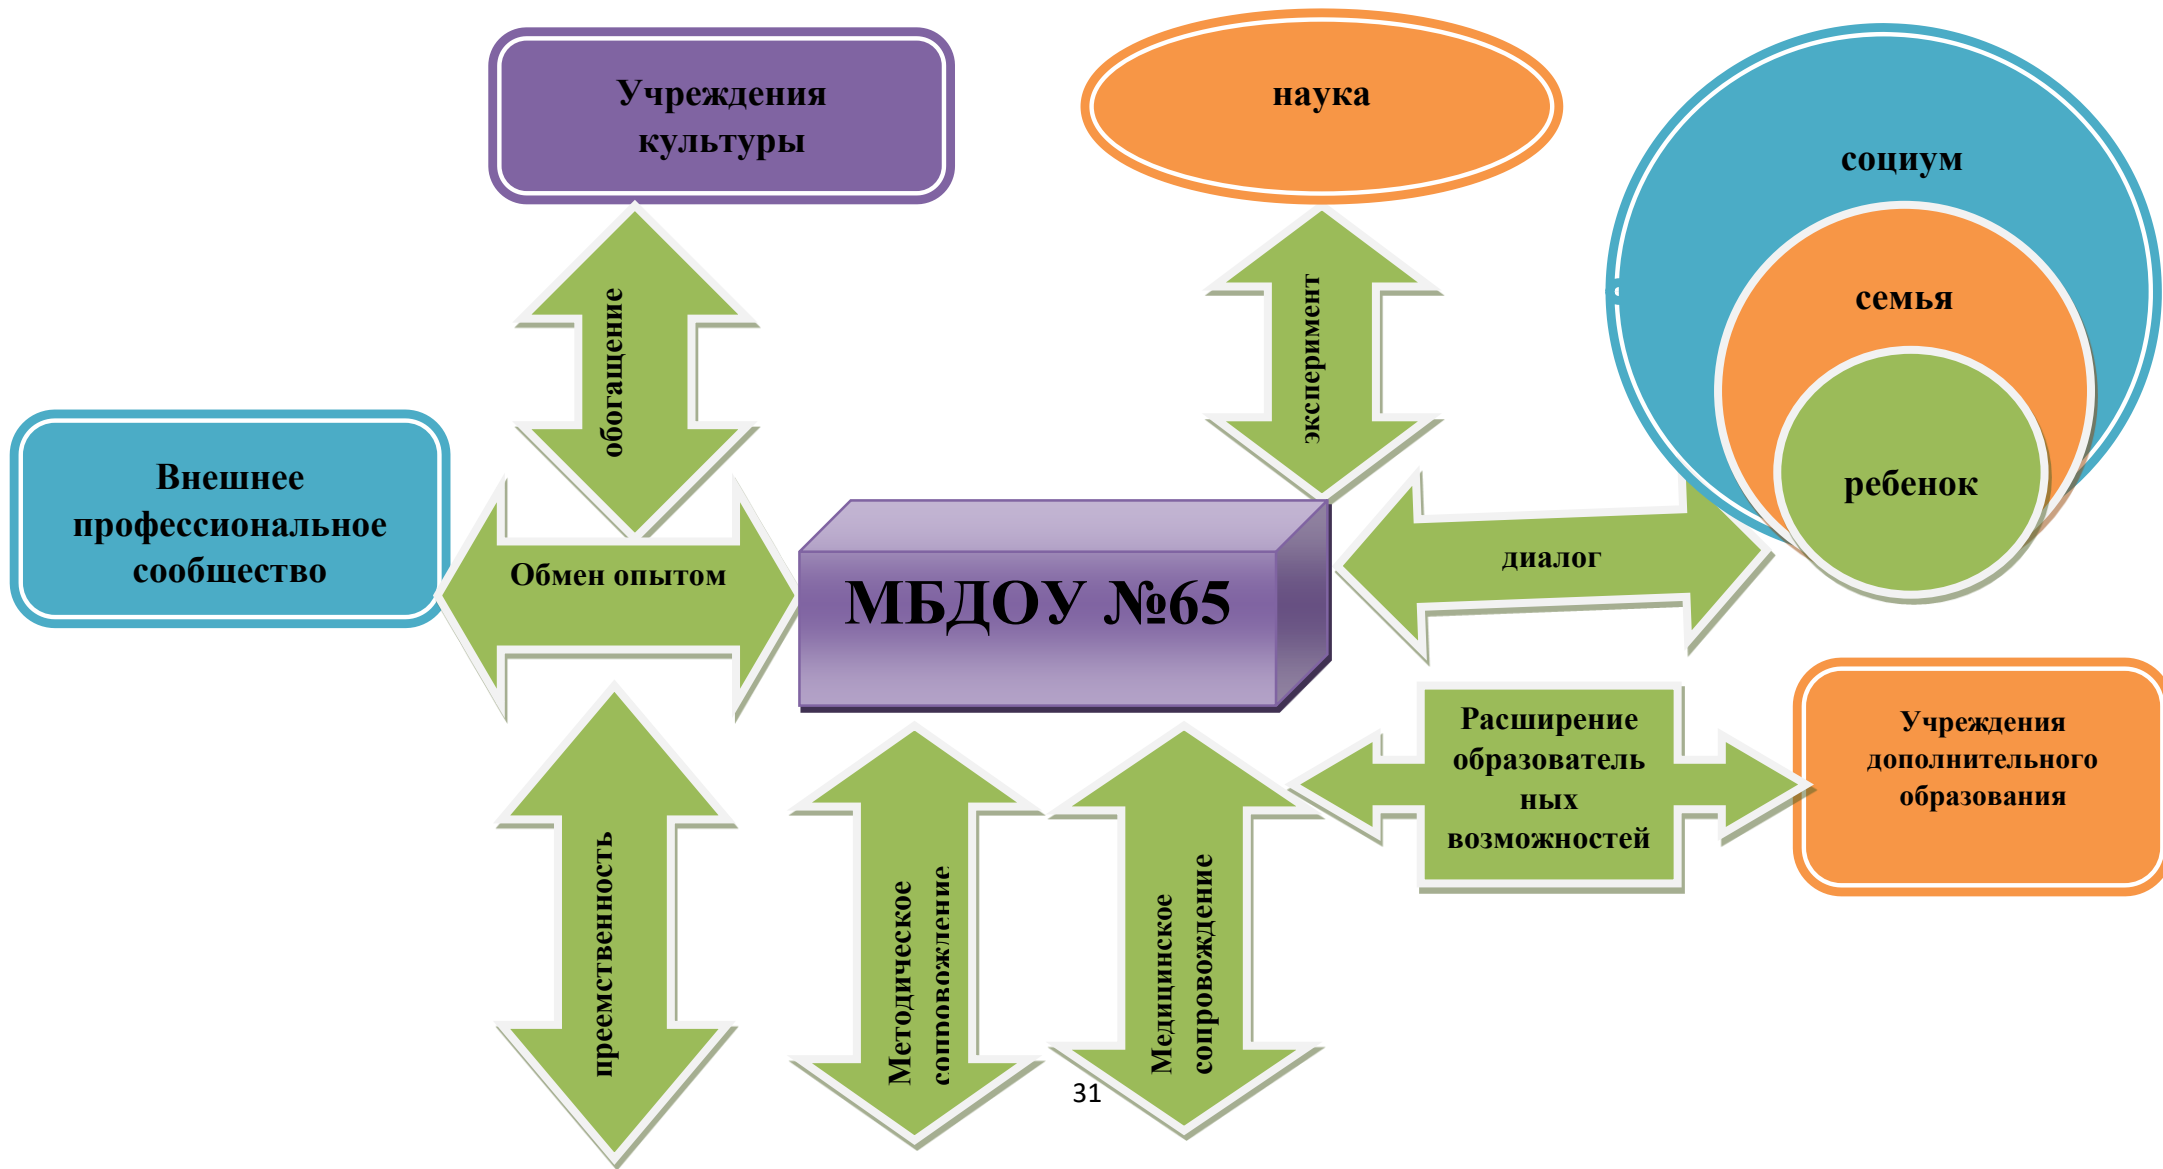 Учреждения
культуры
наука
социум
семья
ребенок
обогащение
эксперимент
Внешнее
профессиональное
сообщество
Обмен опытом
МБДОУ №65
диалог
Расширение
образователь
ных
возможностей
Учреждения
дополнительного
образования
преемственность
Методическое
сопровождение
Медицинское
сопровождение
31